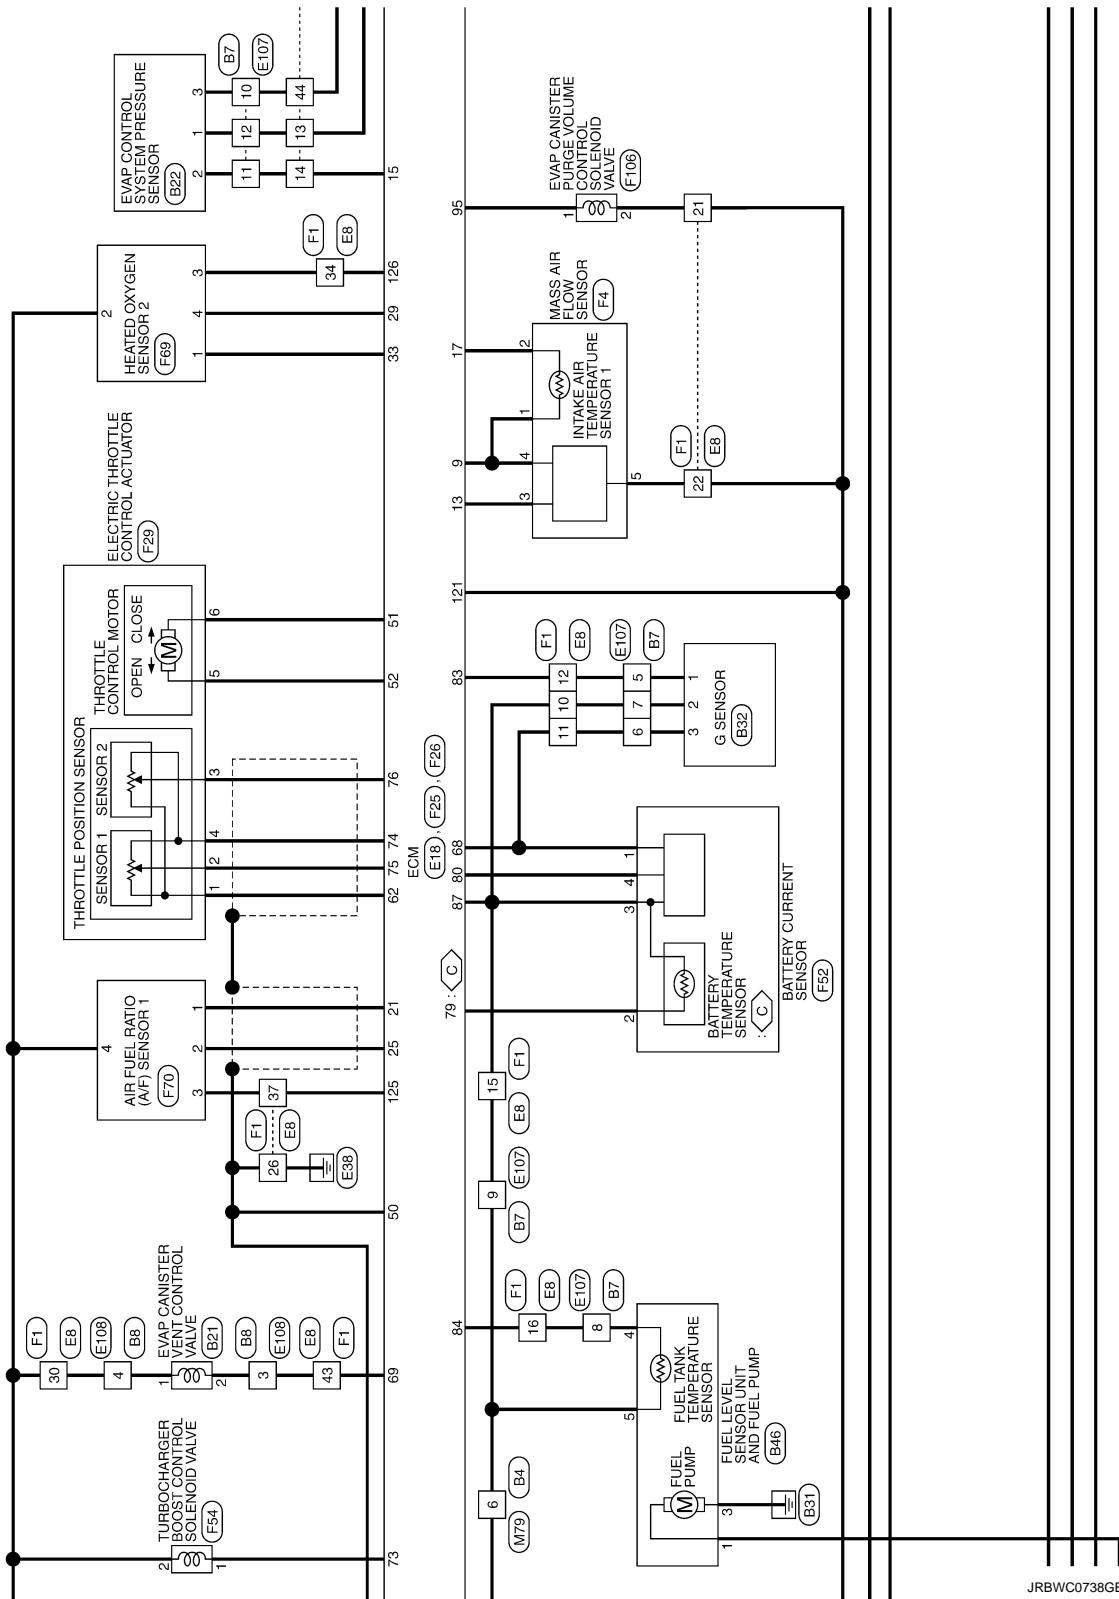 TURBOCHARGER
BOOST CONTROL
SOLENOID VALVE
F54
2
1
73
F1
E8
30
E108
B8
4
EVAP CANISTER
VENT CONTROL
VALVE
B21
1
2
B8
E108
3
E8
F1
43
69
50
26
E38
F1
E8
37
AIR FUEL RATIO
(A/F) SENSOR 1
F70
4
3
2
1
125
25
21
THROTTLE POSITION SENSOR
SENSOR 1
SENSOR 2
THROTTLE
CONTROL MOTOR
OPEN
CLOSE
M
ELECTRIC THROTTLE
CONTROL ACTUATOR
F29
1
2
4
3
5
6
62
75
74
76
52
51
HEATED OXYGEN
SENSOR 2
F69
2
1
4
3
F1
E8
34
33
29
126
EVAP CONTROL
SYSTEM PRESSURE
SENSOR
B22
2
1
3
B7
E107
11
12
10
14
13
44
15
ECM
E18 , F25 , F26
84
79 : C
87
80
68
83
121
13
9
17
95
M79
B4
6
B7
E107
9
E8
F1
15
F1
E8
16
E107
B7
8
5
4
FUEL TANK
TEMPERATURE
SENSOR
FUEL
PUMP
M
FUEL LEVEL
SENSOR UNIT
AND FUEL PUMP
B46
1
3
B31
2
3
4
1
BATTERY
TEMPERATURE
SENSOR
: C
BATTERY CURRENT
SENSOR
F52
F1
E8
11
10
12
E107
B7
6
7
5
3
2
1
G SENSOR
B32
3
4
1
2
5
INTAKE AIR
TEMPERATURE
SENSOR 1
MASS AIR
FLOW
SENSOR
F4
F1
E8
22
EVAP CANISTER
PURGE VOLUME
CONTROL
SOLENOID
VALVE
F106
1
2
21
JRBWC0738GE